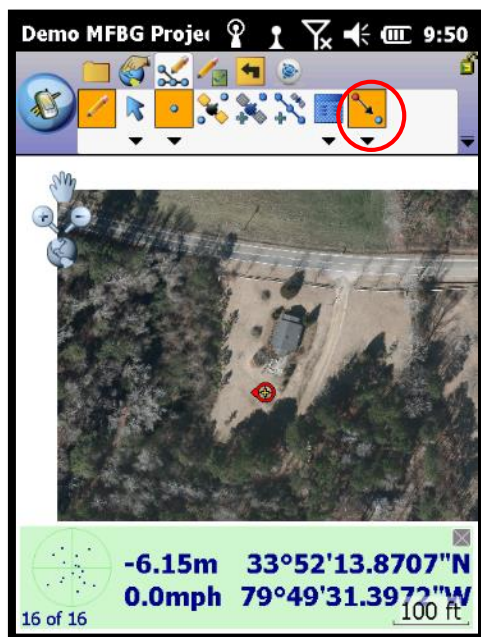 Demo MFBG Projec 9:50
-6.15m 33°52'13.8707"N
0.0mph 79°49'31.3972"W
16 of 16
100 ft